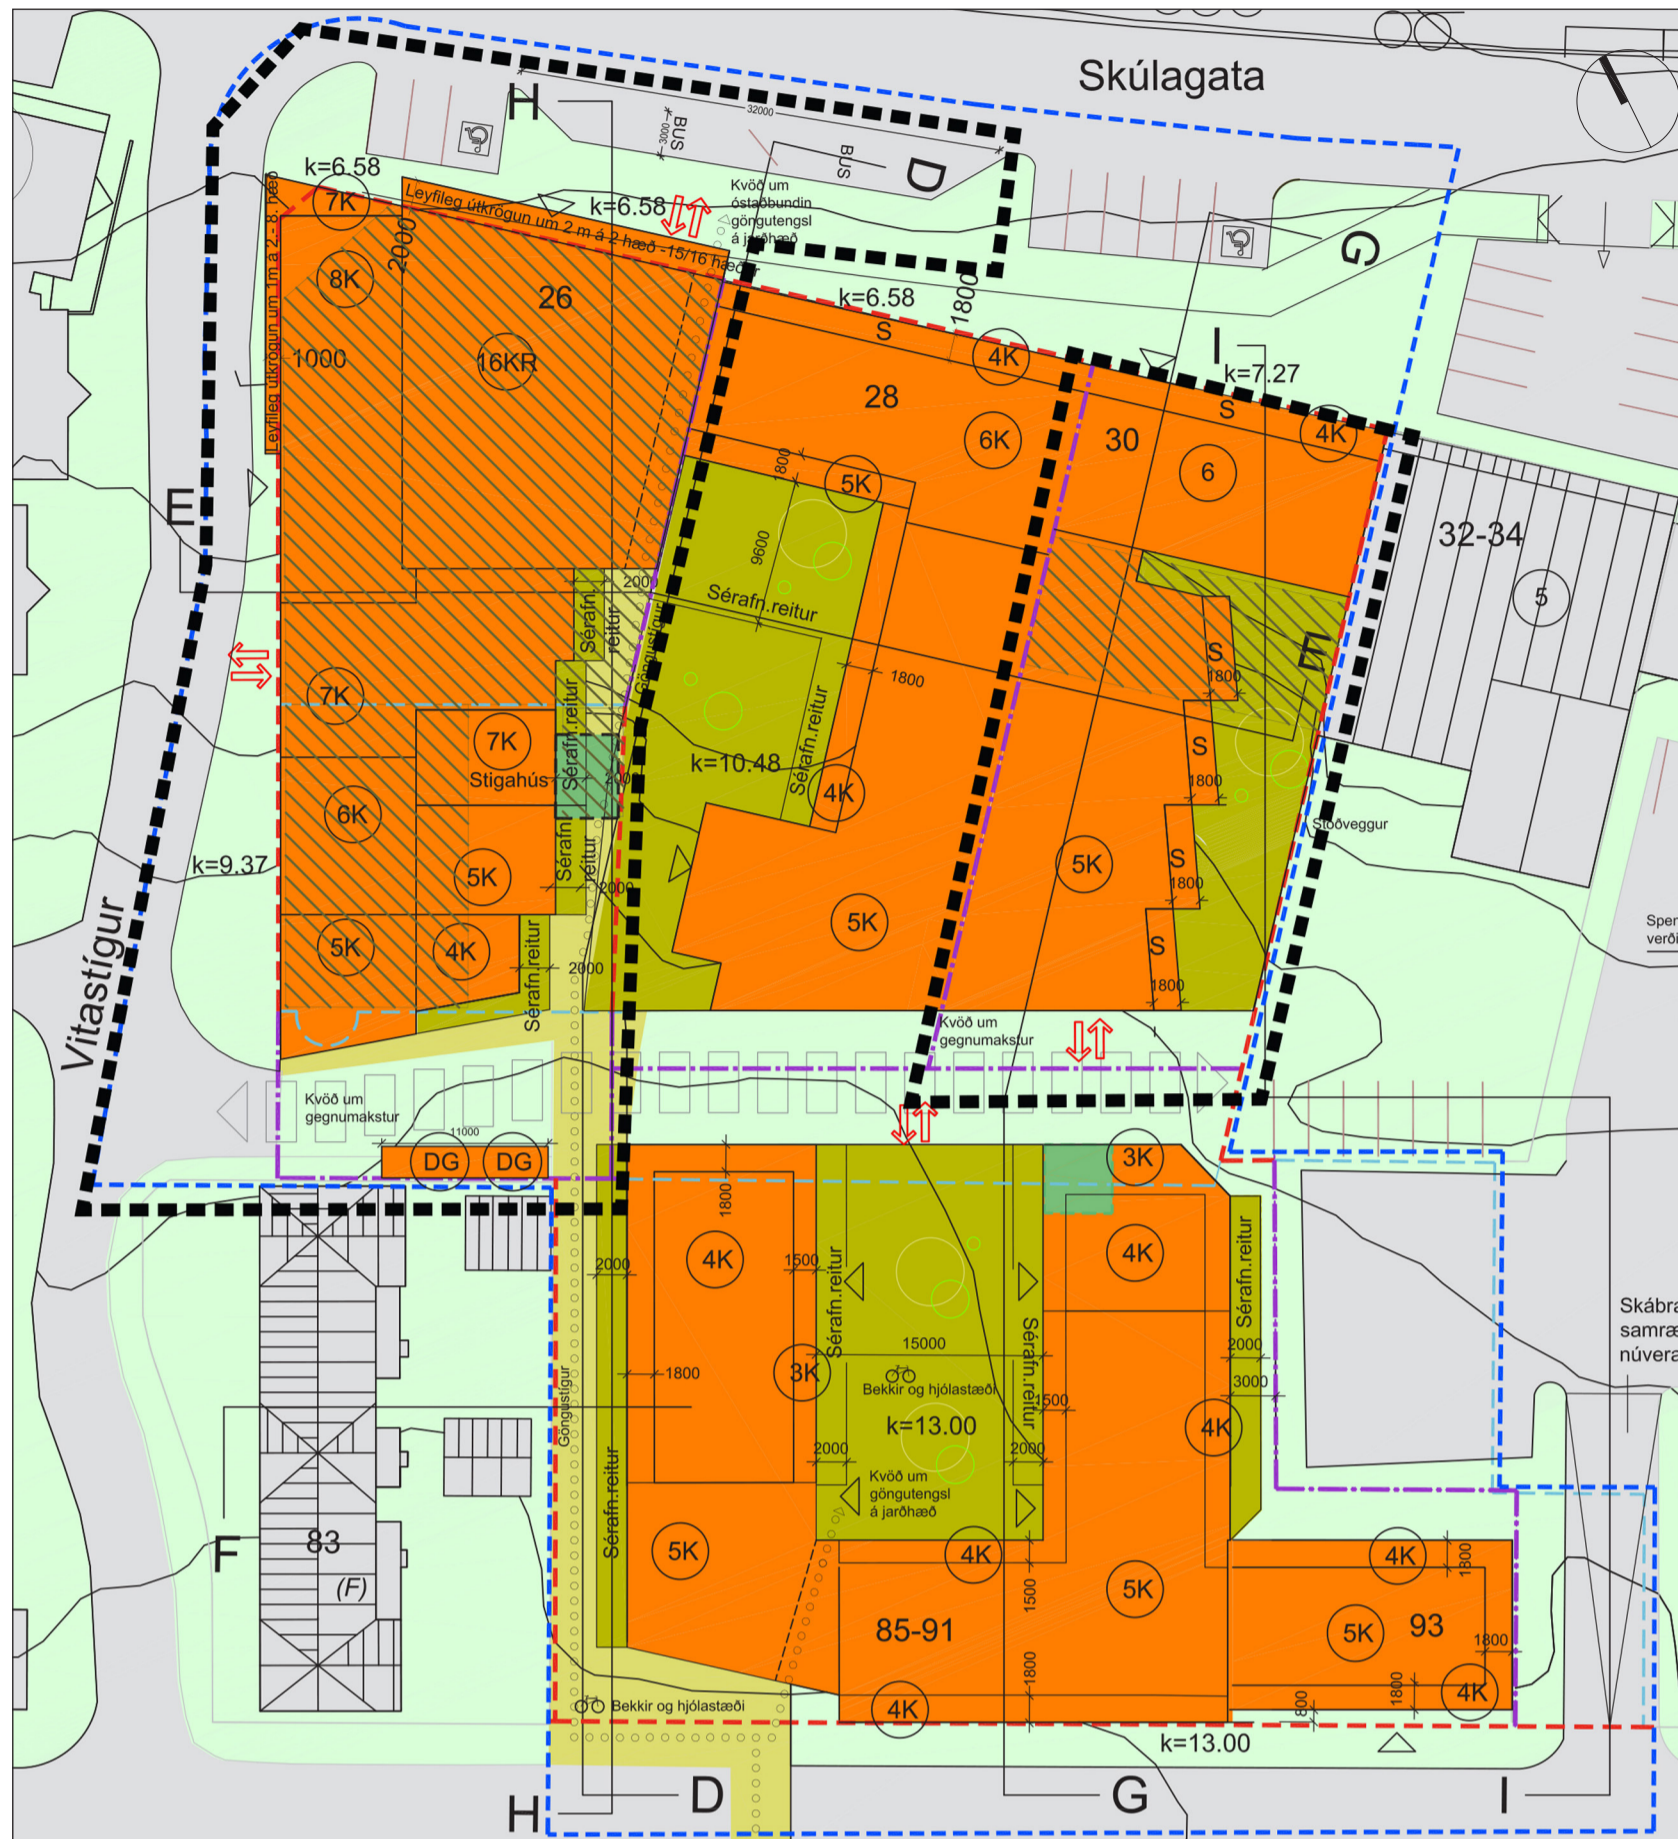 Skúlagata
H
32000
3000
BUS
BUS
D
G
k=6.58
7K
Leyfileg útkrögun um 2 m á 2 hæð -15/16 hæðir
k=6.58
Kvöð um
óstaðbundin
göngutengsl
á jarðhæð
Leyfileg útkrögun um 1m á 2.- 8. hæð
8K
2000
26
1000
16KR
k=6.58
1800
S
4K
28
6K
I
k=7.27
S
4K
30
6
5K
1800
9600
32-34
5
E
2000
Sérafn.
reitur
Göngustígur
Sérafn.reitur
S
1800
E
1800
7K
7K
Stigahús
Sérafn.reitur
2000
k=10.48
Sérafn.reitur
4K
S
1800
6K
Stoðveggur
k=9.37
5K
Sérafn
reitur
2000
5K
S
1800
5K
4K
Sérafn.reitur
2000
5K
S
1800
Vitastígur
Kvöð um
gegnumakstur
Kvöð um
gegnumakstur
11000
DG
DG
3K
1800
4K
1500
2000
Sérafn.reitur
4K
Sérafn.reitur
2000
3000
1800
3K
15000
Bekkir og hjólastæði
k=13.00
Sérafn.reitur
1500
4K
2000
2000
Kvöð um
göngutengsl
á jarðhæð
Göngustígur
Sérafn.reitur
F
83
(F)
5K
4K
1500
5K
4K
1800
85-91
5K
93
1800
1800
4K
1800
4K
800
Bekkir og hjólastæði
k=13.00
H
D
G
I